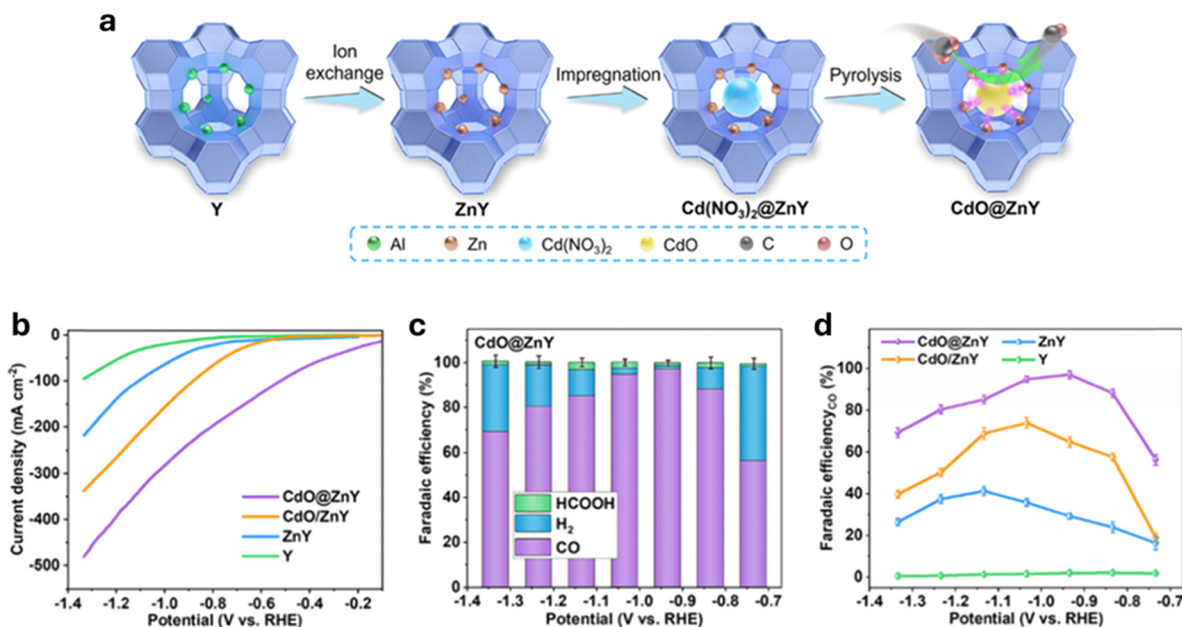 a
Ion
exchange
Impregnation
Pyrolysis
Y
ZnY
Cd(NO₃)₂@ZnY
CdO@ZnY
Al
Zn
Cd(NO₃)₂
CdO
C
O
b
Current density (mA cm⁻²)
0
-100
-200
-300
-400
-500
CdO@ZnY
CdO/ZnY
ZnY
Y
-1.4
-1.2
-1.0
-0.8
-0.6
-0.4
-0.2
Potential (V vs. RHE)
c
CdO@ZnY
Faradaic efficiency (%)
100
80
60
40
20
0
HCOOH
H₂
CO
-1.4
-1.3
-1.2
-1.1
-1.0
-0.9
-0.8
-0.7
Potential (V vs. RHE)
d
CdO@ZnY
ZnY
CdO/ZnY
Y
Faradaic efficiency_CO (%)
100
80
60
40
20
0
-1.4
-1.3
-1.2
-1.1
-1.0
-0.9
-0.8
-0.7
Potential (V vs. RHE)